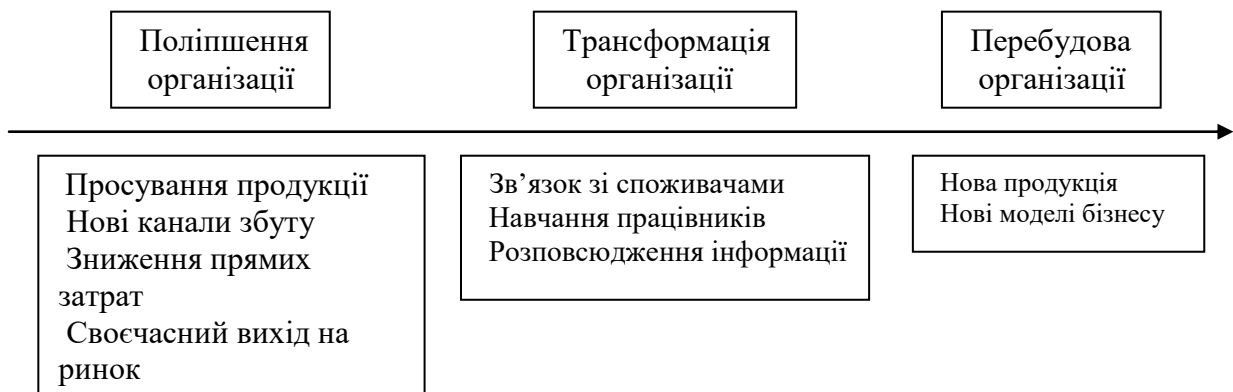 Поліпшення
організації
Трансформація
організації
Перебудова
організації
Просування продукції
Нові канали збуту
Зниження прямих
затрат
Своєчасний вихід на
ринок
Зв’язок зі споживачами
Навчання працівників
Розповсюдження інформації
Нова продукція
Нові моделі бізнесу